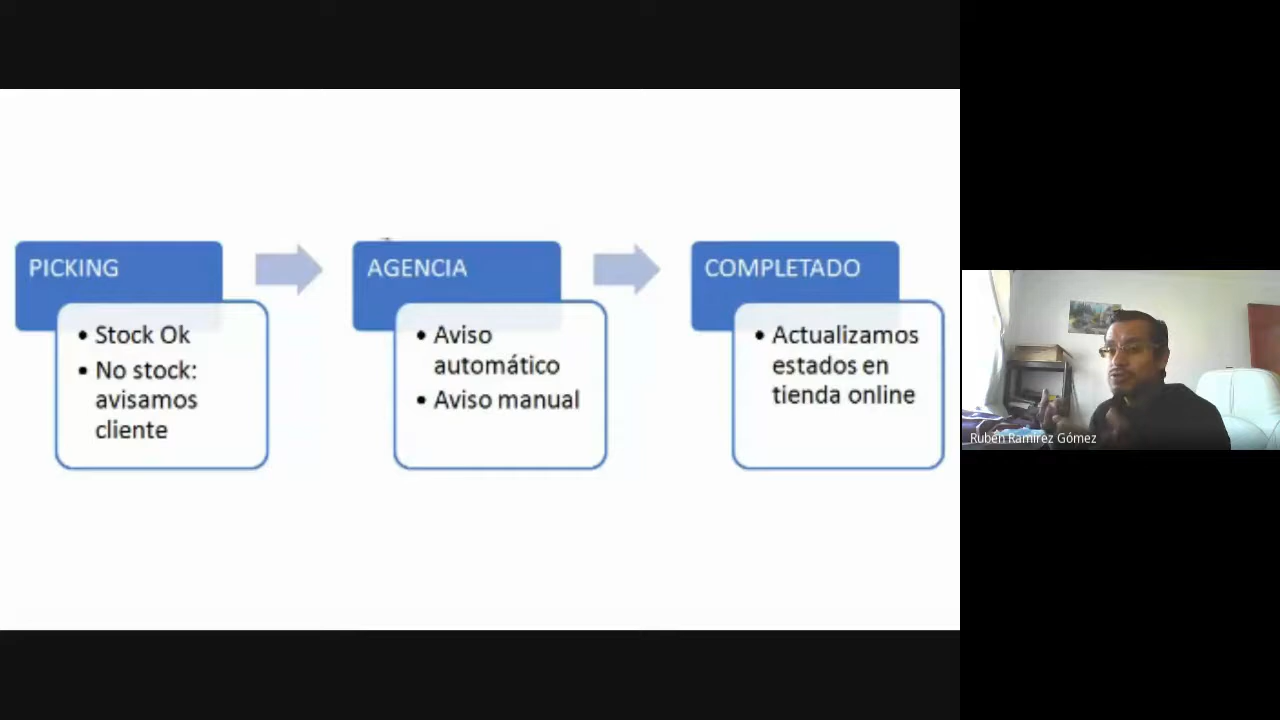 PICKING
• Stock Ok
• No stock:
avisamos
cliente
AGENCIA
• Aviso
automático
• Aviso manual
COMPLETADO
• Actualizamos
estados en
tienda online
Rubén Ramírez Gómez